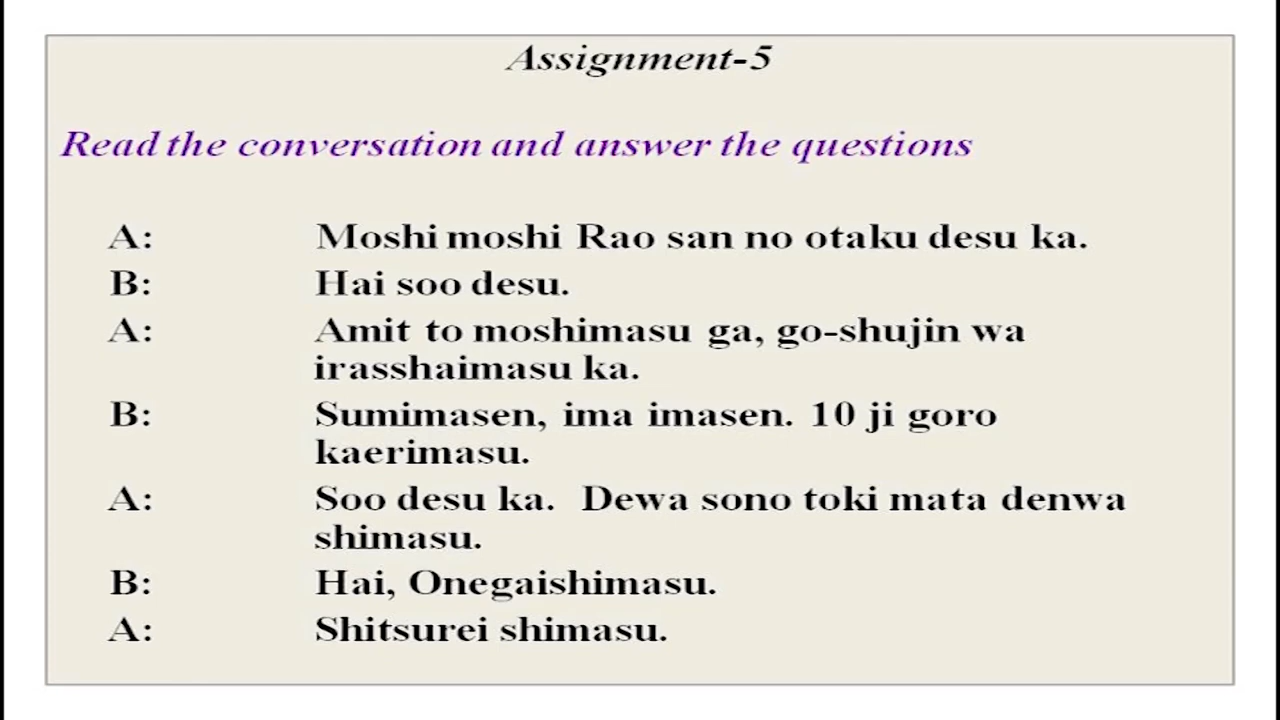 Assignment-5
Read the conversation and answer the questions
A: Moshi moshi Rao san no otaku desu ka.
B: Hai soo desu.
A: Amit to moshimasu ga, go-shujin wa
irasshaimasu ka.
B: Sumimasen, ima imasen. 10 ji goro
kaerimasu.
A: Soo desu ka. Dewa sono toki mata denwa
shimasu.
B: Hai, Onegaishimasu.
A: Shitsurei shimasu.